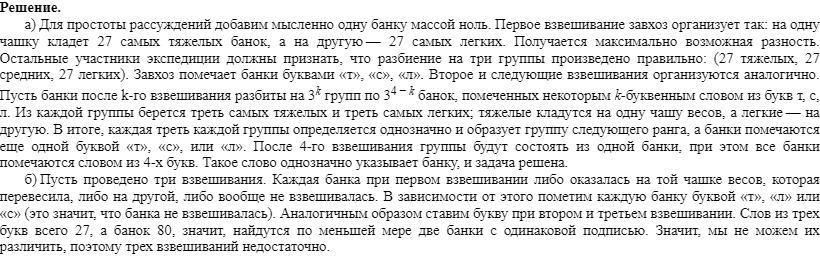 Решение.
а) Для простоты рассуждений добавим мысленно одну банку массой ноль. Первое взвешивание завхоз организует так: на одну
чашку кладет 27 самых тяжелых банок, а на другую — 27 самых легких. Получается максимально возможная разность.
Остальные участники экспедиции должны признать, что разбиение на три группы произведено правильно: (27 тяжелых, 27
средних, 27 легких). Завхоз помечает банки буквами «т», «с», «л». Второе и следующие взвешивания организуются аналогично.
Пусть банки после k-го взвешивания разбиты на 3^k групп по 3^{4 − k} банок, помеченных некоторым k-буквенным словом из букв т, с,
л. Из каждой группы берется треть самых тяжелых и треть самых легких; тяжелые кладутся на одну чашу весов, а легкие — на
другую. В итоге, каждая треть каждой группы определяется однозначно и образует группу следующего ранга, а банки помечаются
еще одной буквой «т», «с», или «л». После 4-го взвешивания группы будут состоять из одной банки, при этом все банки
помечаются словом из 4-х букв. Такое слово однозначно указывает банку, и задача решена.
б) Пусть проведено три взвешивания. Каждая банка при первом взвешивании либо оказалась на той чашке весов, которая
перевесила, либо на другой, либо вообще не взвешивалась. В зависимости от этого пометим каждую банку буквой «т», «л» или
«с» (это значит, что банка не взвешивалась). Аналогичным образом ставим букву при втором и третьем взвешивании. Слов из трех
букв всего 27, а банок 80, значит, найдутся по меньшей мере две банки с одинаковой подписью. Значит, мы не можем их
различить, поэтому трех взвешиваний недостаточно.